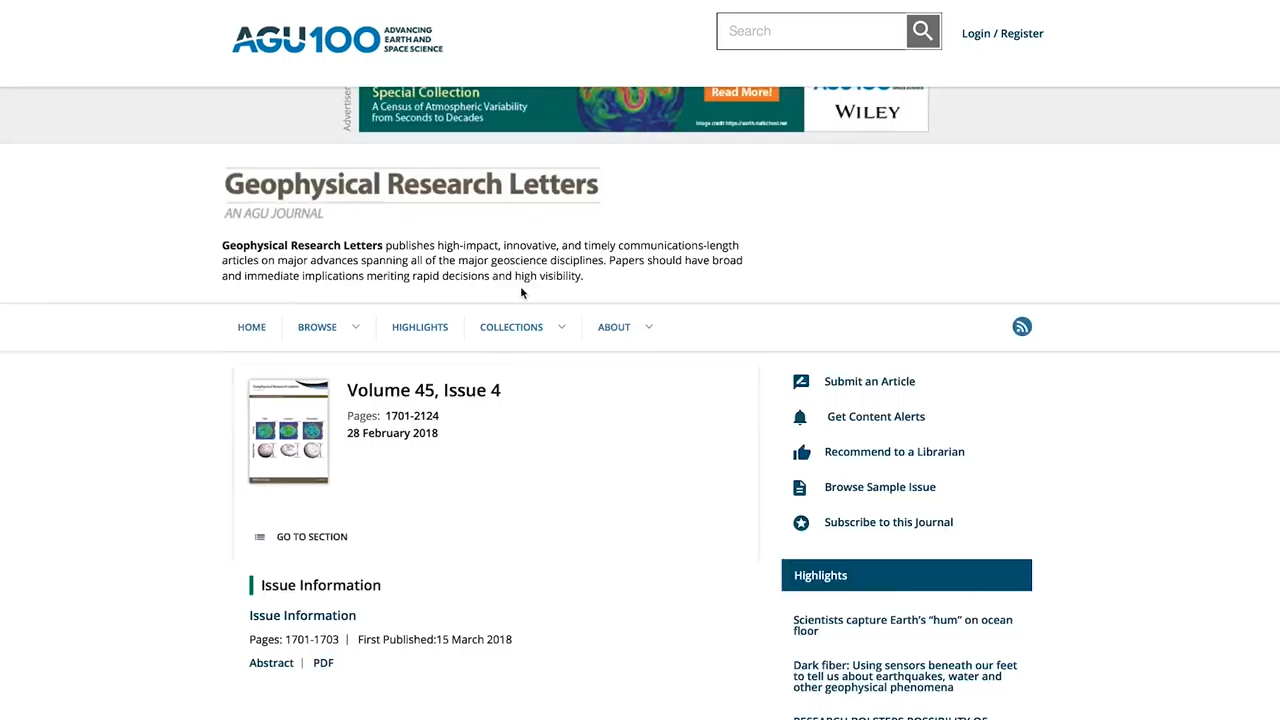 AGU100 ADVANCING
EARTH AND
SPACE SCIENCE
Search
Login / Register
Special Collection
A Census of Atmospheric Variability
from Seconds to Decades
Read More!
WILEY
Geophysical Research Letters
AN AGU JOURNAL
Geophysical Research Letters publishes high-impact, innovative, and timely communications-length
articles on major advances spanning all of the major geoscience disciplines. Papers should have broad
and immediate implications meriting rapid decisions and high visibility.
HOME
BROWSE
HIGHLIGHTS
COLLECTIONS
ABOUT
Volume 45, Issue 4
Pages: 1701-2124
28 February 2018
GO TO SECTION
Issue Information
Issue Information
Pages: 1701-1703 | First Published:15 March 2018
Abstract | PDF
Submit an Article
Get Content Alerts
Recommend to a Librarian
Browse Sample Issue
Subscribe to this Journal
Highlights
Scientists capture Earth's “hum” on ocean
floor
Dark fiber: Using sensors beneath our feet
to tell us about earthquakes, water and
other geophysical phenomena